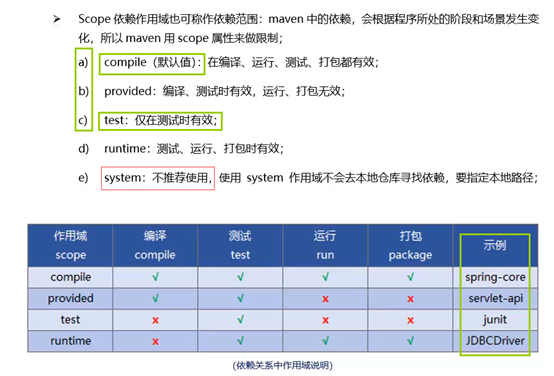 ➢ Scope 依赖作用域也可称作依赖范围：maven 中的依赖，会根据程序所处的阶段和场景发生变
化，所以 maven 用 scope 属性来做限制；
a) compile（默认值）：在编译、运行、测试、打包都有效；
b) provided：编译、测试时有效，运行、打包无效；
c) test：仅在测试时有效；
d) runtime：测试、运行、打包时有效；
e) system：不推荐使用，使用 system 作用域不会去本地仓库寻找依赖，要指定本地路径；
作用域 编译 测试 运行 打包 示例
scope compile test run package
compile √ √ √ √ spring-core
provided √ √ x x servlet-api
test x √ x x junit
runtime x √ √ √ JDBCDriver
(依赖关系中作用域说明)